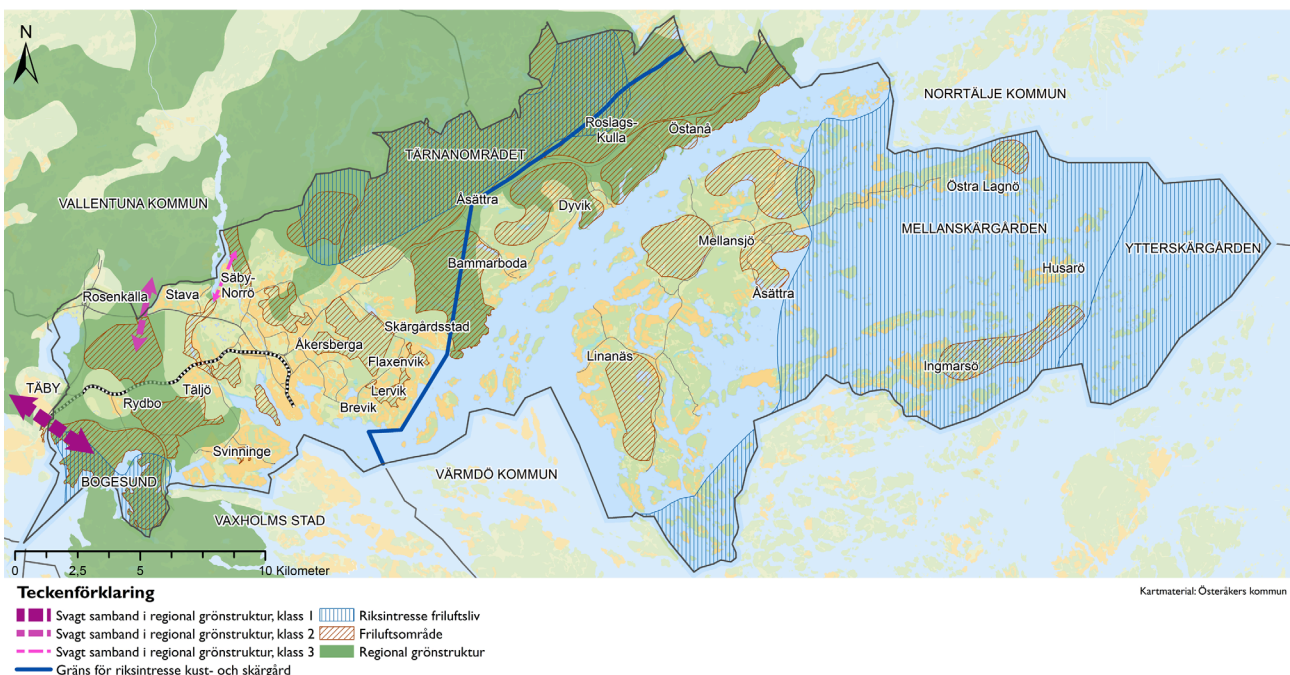 N
NORRTÄLJE KOMMUN
Roslags-
Kulla
Östanå
TÄRNANOMRÅDET
Östra Lagnö
VALLENTUNA KOMMUN
Åsättra
Dyvik
MELLANSKÄRGÅRDEN
Mellansjö
YTTERSKÄRGÅRDEN
Bammarboda
Husarö
Säby-
Norrö
Rosenkälla
Stava
Åsättra
Skärgårdsstad
Åkersberga
Flaxenvik
Linanäs
Ingmarsö
TÄBY
Täljö
Lervik
Rydbo
Brevik
Svinninge
VÄRMDÖ KOMMUN
BOGESUND
VAXHOLMS STAD
0 2,5 5 10 Kilometer
Teckenförklaring
Kartmaterial: Österåkers kommun
Svagt samband i regional grönstruktur, klass 1
Svagt samband i regional grönstruktur, klass 2
Svagt samband i regional grönstruktur, klass 3
Gräns för riksintresse kust- och skärgård
Riksintresse friluftsliv
Friluftsområde
Regional grönstruktur